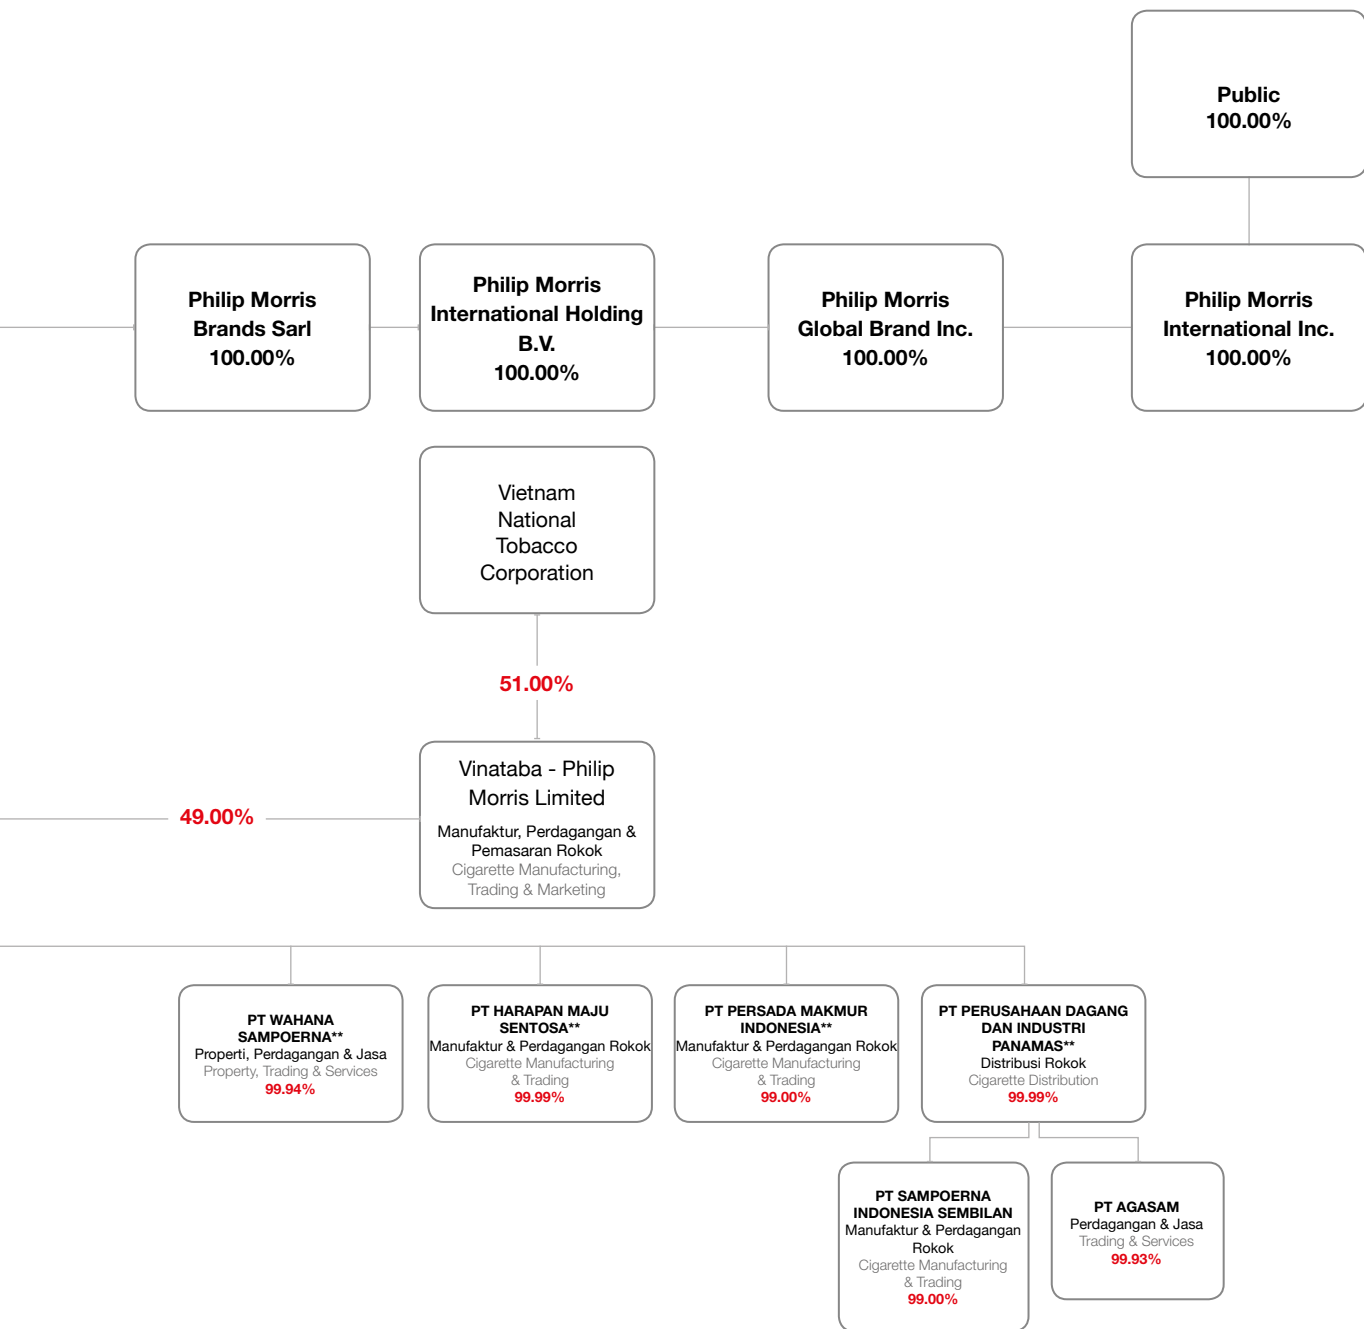 Public
100.00%
Philip Morris
Brands Sarl
100.00%
Philip Morris
International Holding
B.V.
100.00%
Philip Morris
Global Brand Inc.
100.00%
Philip Morris
International Inc.
100.00%
Vietnam
National
Tobacco
Corporation
51.00%
49.00%
Vinataba - Philip
Morris Limited
Manufaktur, Perdagangan &
Pemasaran Rokok
Cigarette Manufacturing,
Trading & Marketing
PT WAHANA
SAMPOERNA**
Properti, Perdagangan & Jasa
Property, Trading & Services
99.94%
PT HARAPAN MAJU
SENTOSA**
Manufaktur & Perdagangan Rokok
Cigarette Manufacturing
& Trading
99.99%
PT PERSADA MAKMUR
INDONESIA**
Manufaktur & Perdagangan Rokok
Cigarette Manufacturing
& Trading
99.00%
PT PERUSAHAAN DAGANG
DAN INDUSTRI
PANAMAS**
Distribusi Rokok
Cigarette Distribution
99.99%
PT SAMPOERNA
INDONESIA SEMBILAN
Manufaktur & Perdagangan
Rokok
Cigarette Manufacturing
& Trading
99.00%
PT AGASAM
Perdagangan & Jasa
Trading & Services
99.93%